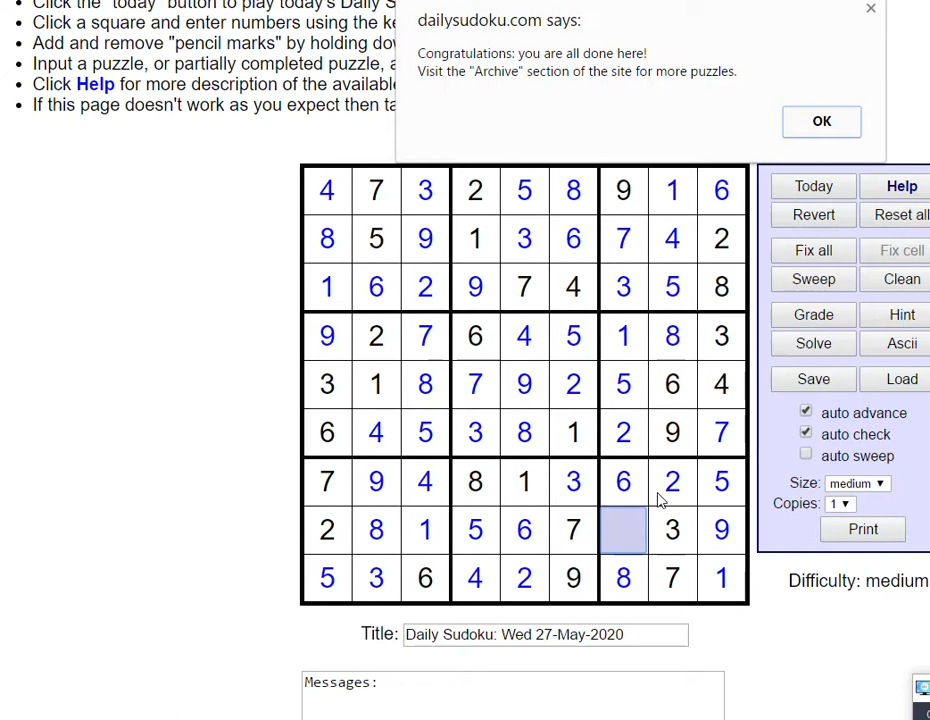 Click the "today" button to play today's Daily S
Click a square and enter numbers using the ke
Add and remove "pencil marks" by holding do
Input a puzzle, or partially completed puzzle, a
Click Help for more description of the available
If this page doesn't work as you expect then ta
dailysudoku.com says:
Congratulations: you are all done here!
Visit the "Archive" section of the site for more puzzles.
OK
4 7 3 2 5 8 9 1 6
8 5 9 1 3 6 7 4 2
1 6 2 9 7 4 3 5 8
9 2 7 6 4 5 1 8 3
3 1 8 7 9 2 5 6 4
6 4 5 3 8 1 2 9 7
7 9 4 8 1 3 6 2 5
2 8 1 5 6 7 3 9
5 3 6 4 2 9 8 7 1
Today Help
Revert Reset all
Fix all Fix cell
Sweep Clean
Grade Hint
Solve Ascii
Save Load
auto advance
auto check
auto sweep
Size: medium
Copies: 1
Print
Difficulty: medium
Title: Daily Sudoku: Wed 27-May-2020
Messages: